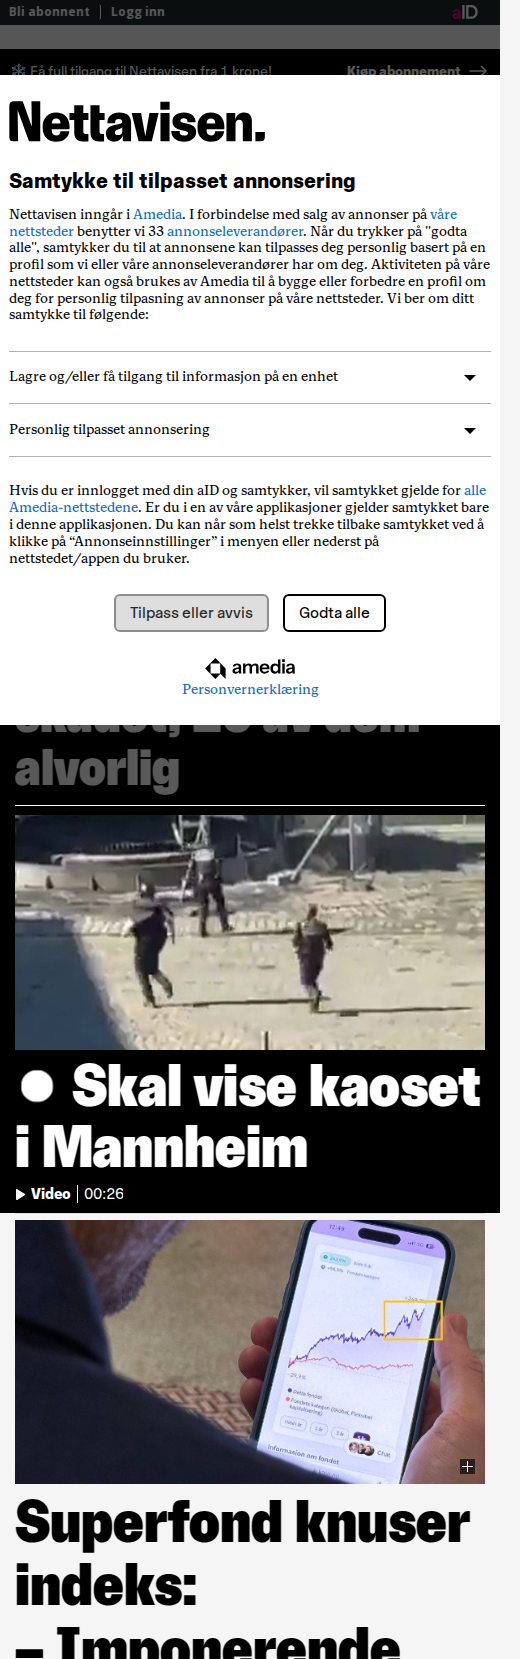 Bli abonnent | Logg inn
aID
Få full tilgang til Nettavisen fra 1 krone!
Kjøp abonnement →
Nettavisen.
Samtykke til tilpasset annonsering
Nettavisen inngår i Amedia. I forbindelse med salg av annonser på våre
nettsteder benytter vi 33 annonseleverandører. Når du trykker på "godta
alle", samtykker du til at annonsene kan tilpasses deg personlig basert på en
profil som vi eller våre annonseleverandører har om deg. Aktiviteten på våre
nettsteder kan også brukes av Amedia til å bygge eller forbedre en profil om
deg for personlig tilpasning av annonser på våre nettsteder. Vi ber om ditt
samtykke til følgende:
Lagre og/eller få tilgang til informasjon på en enhet
Personlig tilpasset annonsering
Hvis du er innlogget med din aID og samtykker, vil samtykket gjelde for alle
Amedia-nettstedene. Er du i en av våre applikasjoner gjelder samtykket bare
i denne applikasjonen. Du kan når som helst trekke tilbake samtykket ved å
klikke på “Annonseinnstillinger” i menyen eller nederst på
nettstedet/appen du bruker.
Tilpass eller avvis
Godta alle
amedia
Personvernerklæring
av dem
alvorlig
Skal vise kaoset
i Mannheim
Video | 00:26
Dette fondet
Chat
Informasjon om fondet
Superfond knuser
indeks:
– Imponerende